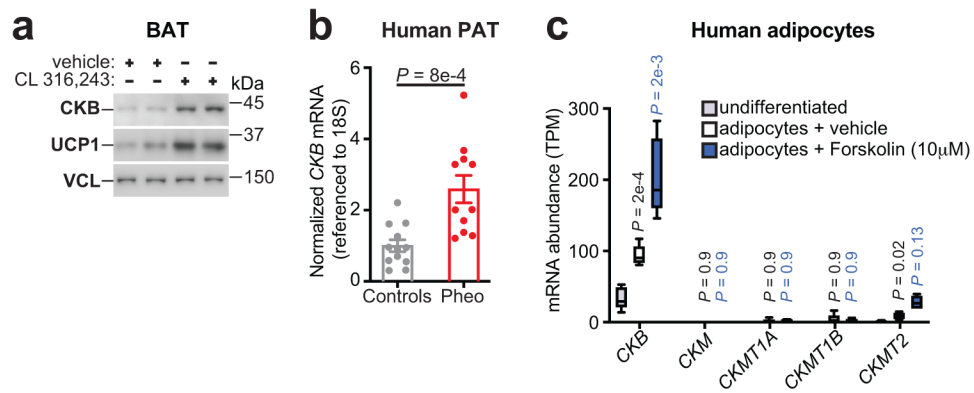 a
BAT
vehicle: + + - -
CL 316,243: - - + +
kDa
CKB
45
UCP1
37
VCL
150
b
Human PAT
P = 8e-4
Normalized CKB mRNA
(referenced to 18S)
6
4
2
0
Controls
Pheo
c
Human adipocytes
undifferentiated
adipocytes + vehicle
adipocytes + Forskolin (10μM)
mRNA abundance (TPM)
300
200
100
0
P = 2e-4
P = 2e-3
P = 0.9
P = 0.9
P = 0.9
P = 0.9
P = 0.9
P = 0.9
P = 0.02
P = 0.13
CKB
CKM
CKMT1A
CKMT1B
CKMT2